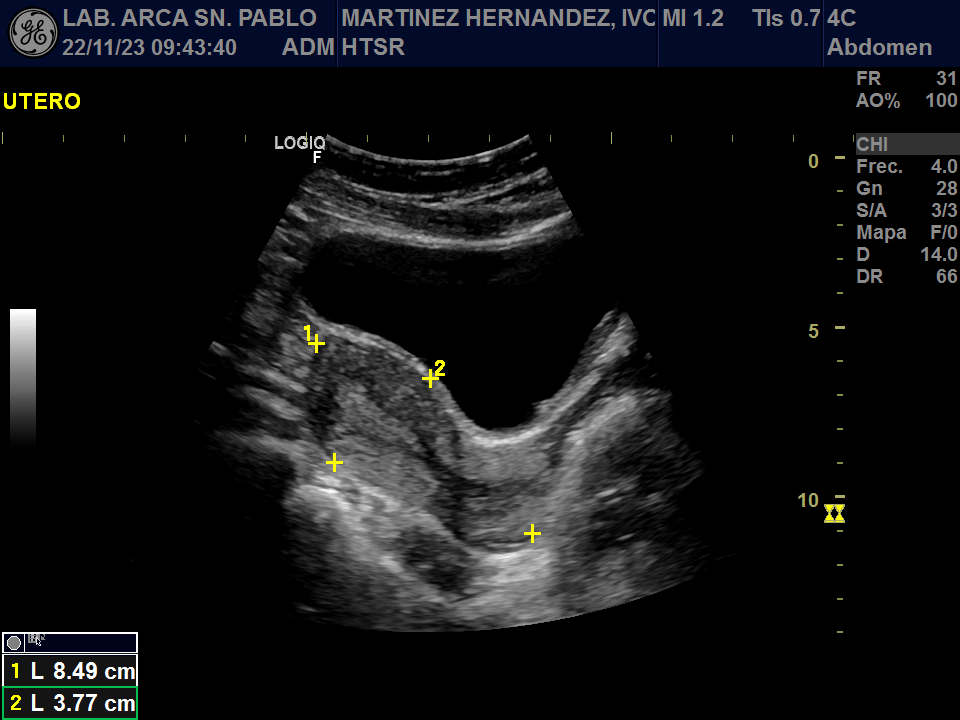 LAB. ARCA SN. PABLO
22/11/23 09:43:40 ADM
MARTINEZ HERNANDEZ, IVO
HTSR
MI 1.2 TIs 0.7
4C
Abdomen
UTERO
FR 31
AO% 100
CHI
Frec. 4.0
Gn 28
S/A 3/3
Mapa F/0
D 14.0
DR 66
LOGIQ
F
0
5
10
1
2
1 L 8.49 cm
2 L 3.77 cm